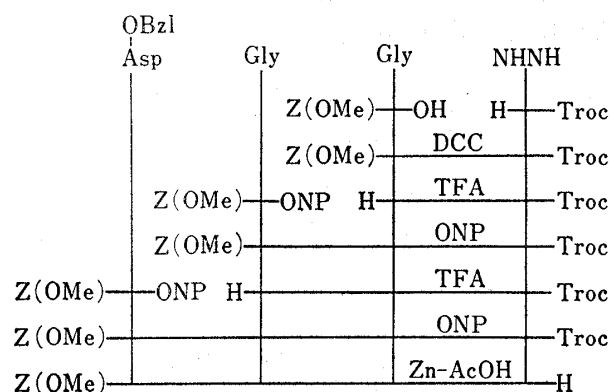 OBzl
Asp Gly Gly NHNH
Z(OMe) OH H Troc
DCC
Z(OMe) Troc
TFA
Z(OMe) ONP H Troc
ONP
Z(OMe) Troc
TFA
Z(OMe) ONP H Troc
ONP
Z(OMe) Troc
Zn-AcOH
Z(OMe) H